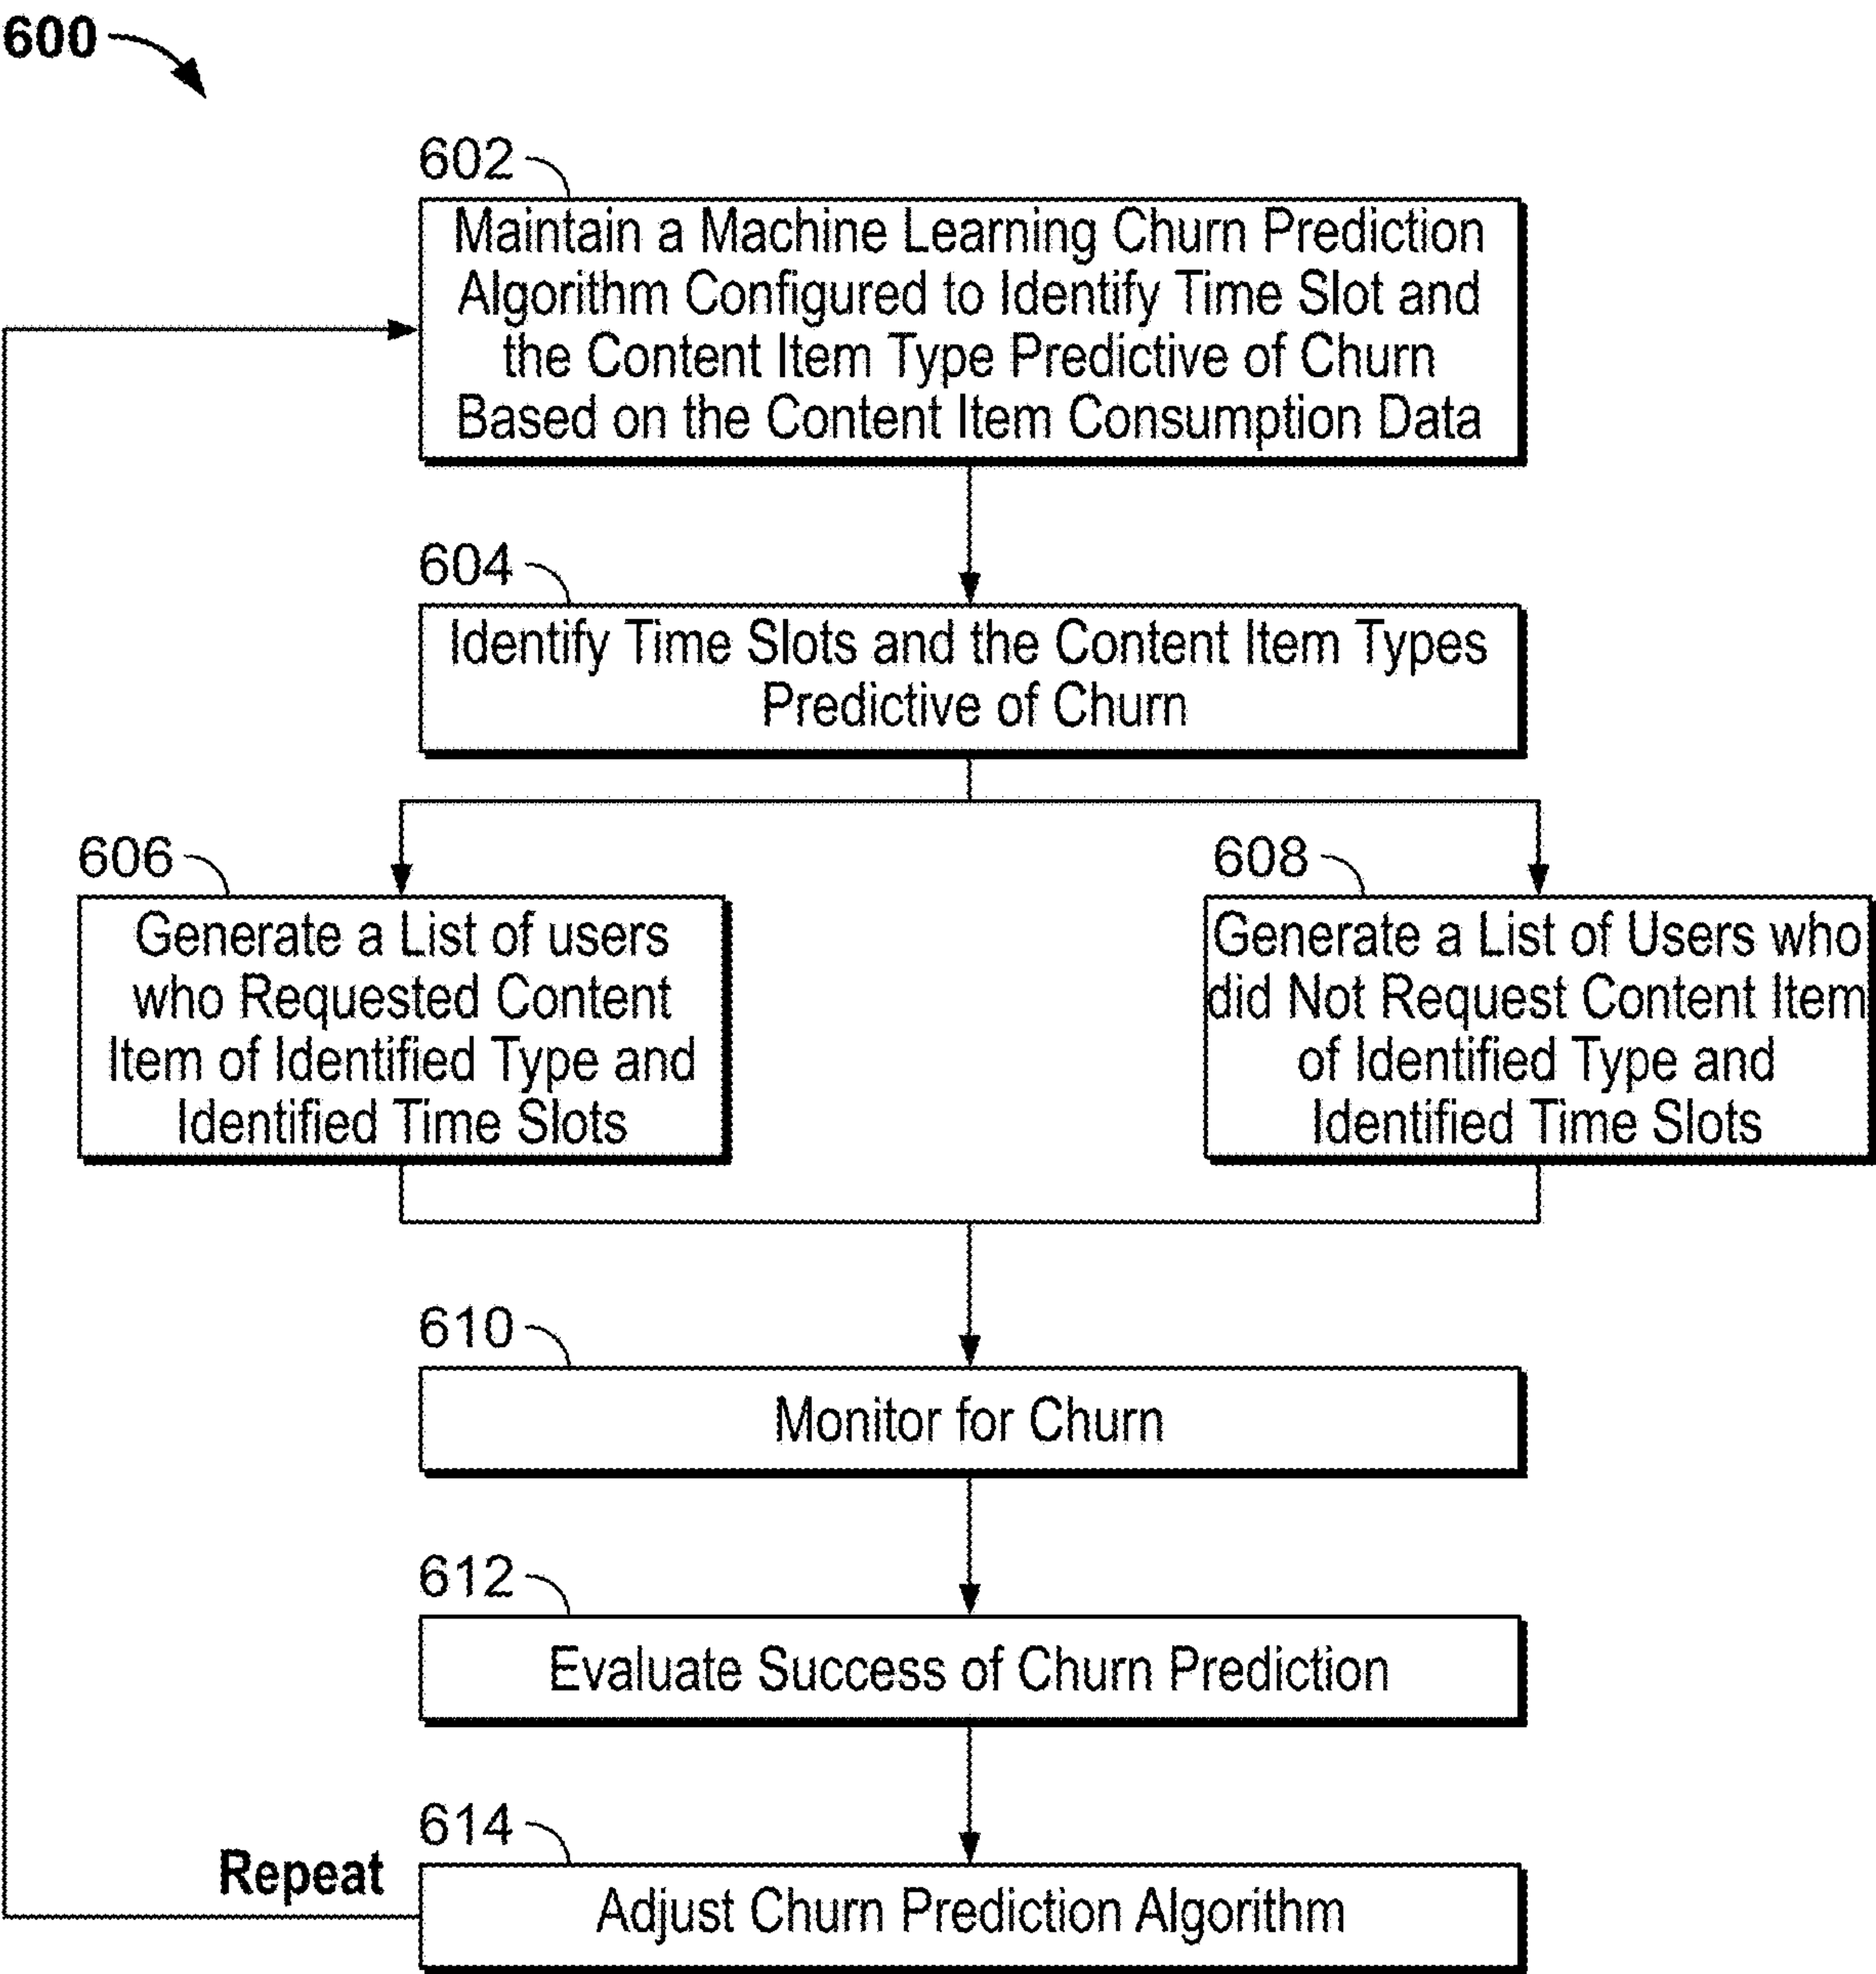 600
602
Maintain a Machine Learning Churn Prediction
Algorithm Configured to Identify Time Slot and
the Content Item Type Predictive of Churn
Based on the Content Item Consumption Data
604
Identify Time Slots and the Content Item Types
Predictive of Churn
606
Generate a List of users
who Requested Content
Item of Identified Type and
Identified Time Slots
608
Generate a List of Users who
did Not Request Content Item
of Identified Type and
Identified Time Slots
610
Monitor for Churn
612
Evaluate Success of Churn Prediction
614
Repeat
Adjust Churn Prediction Algorithm